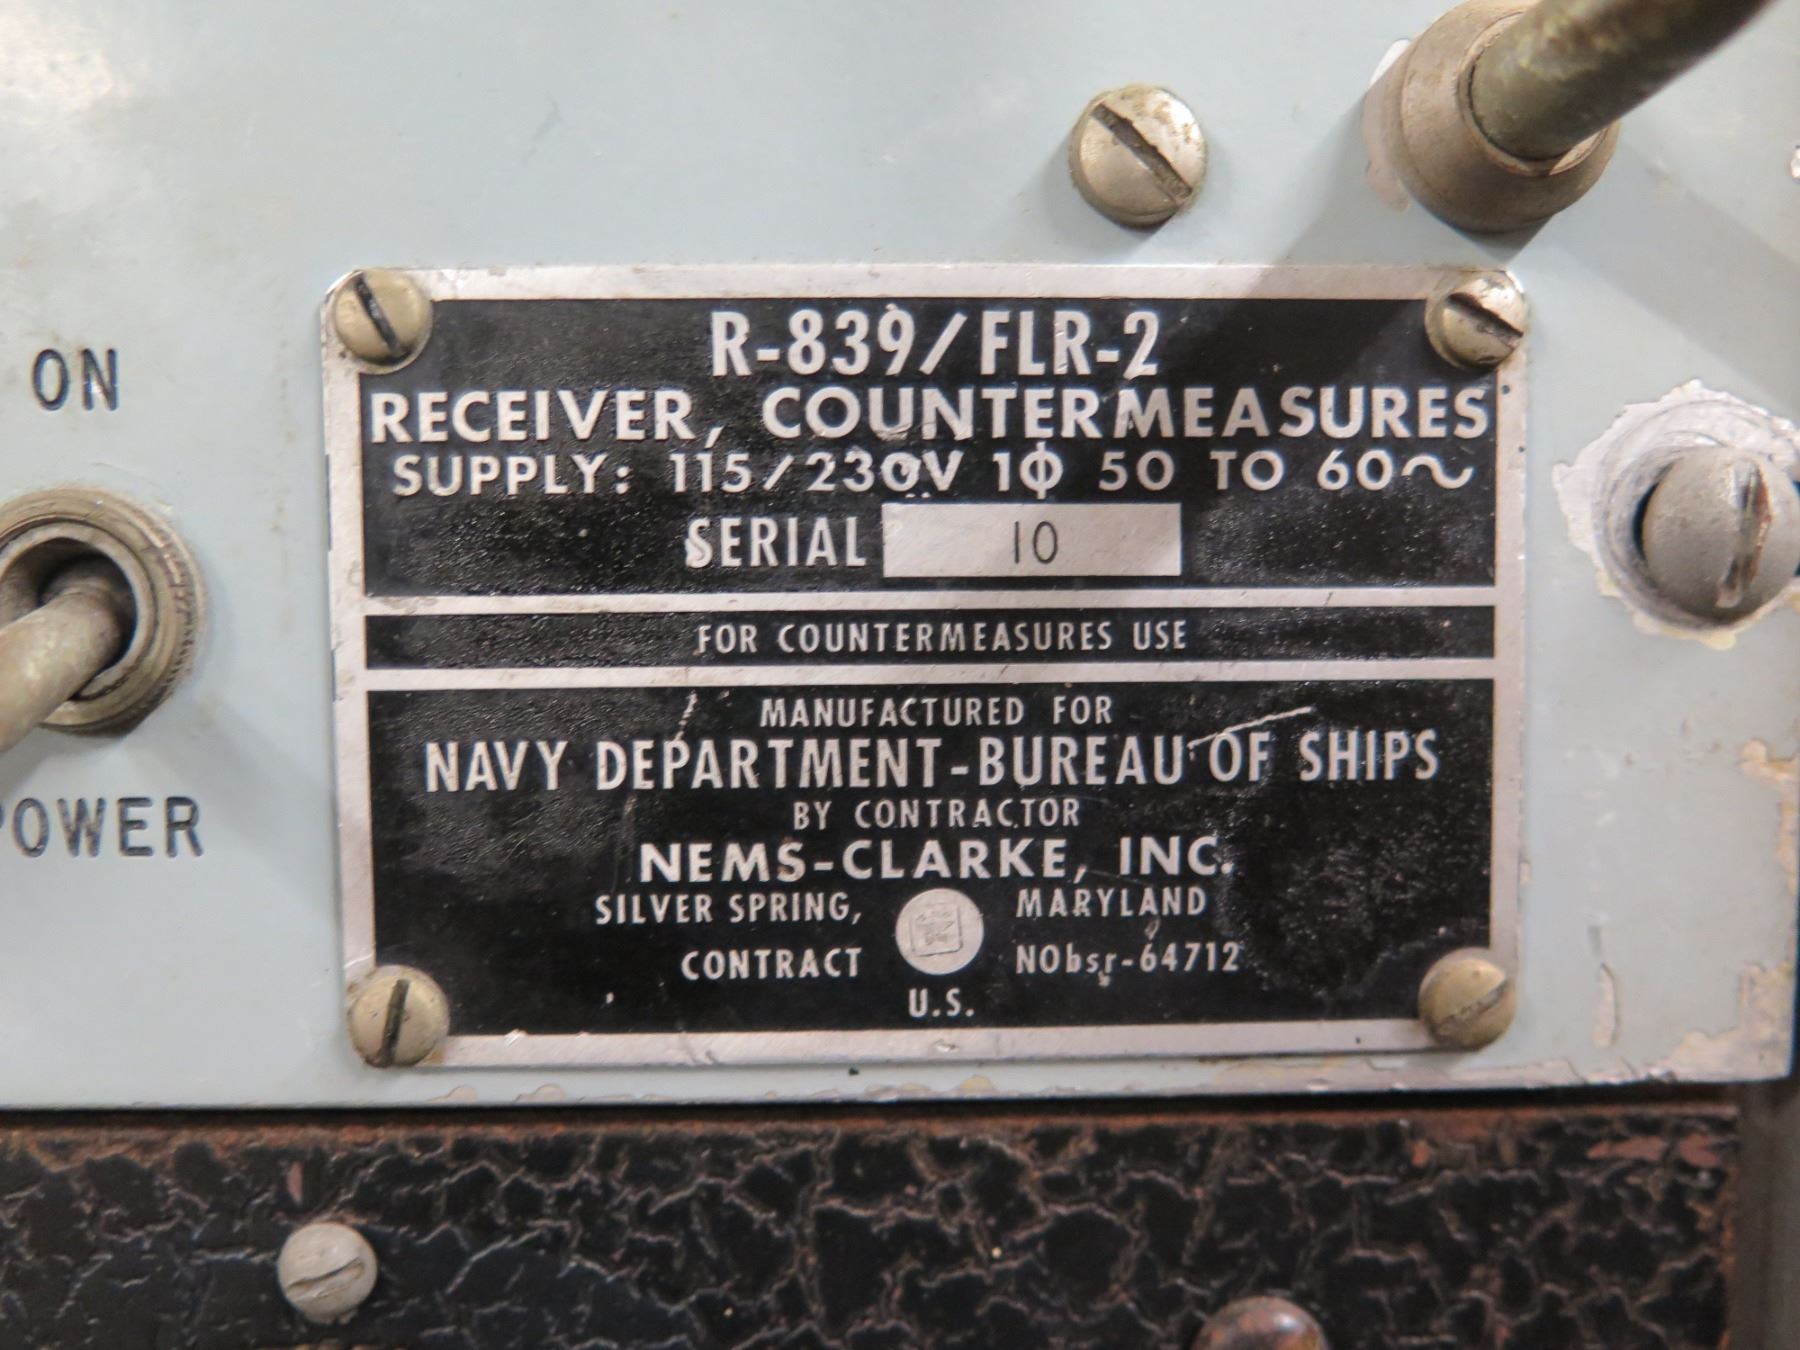 ON
POWER
R-839/FLR-2
RECEIVER, COUNTERMEASURES
SUPPLY: 115/230V 1ϕ 50 TO 60~
SERIAL 10
FOR COUNTERMEASURES USE
MANUFACTURED FOR
NAVY DEPARTMENT-BUREAU OF SHIPS
BY CONTRACTOR
NEMS-CLARKE, INC.
SILVER SPRING, MARYLAND
CONTRACT NObsr-64712
U.S.